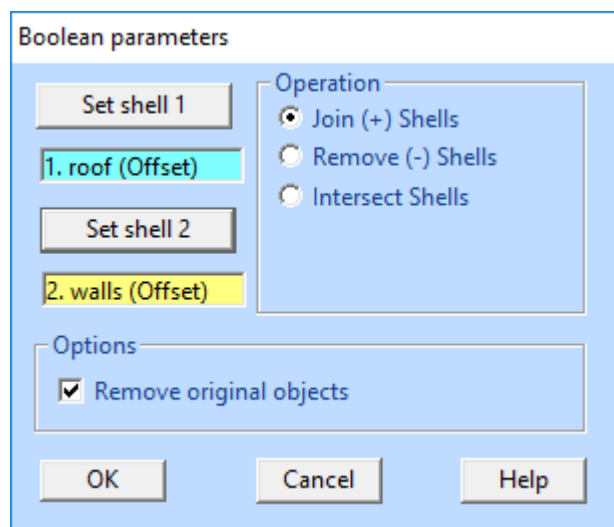 Boolean parameters
Set shell 1
1. roof (Offset)
Set shell 2
2. walls (Offset)
Operation
Join (+) Shells
Remove (-) Shells
Intersect Shells
Options
Remove original objects
OK
Cancel
Help